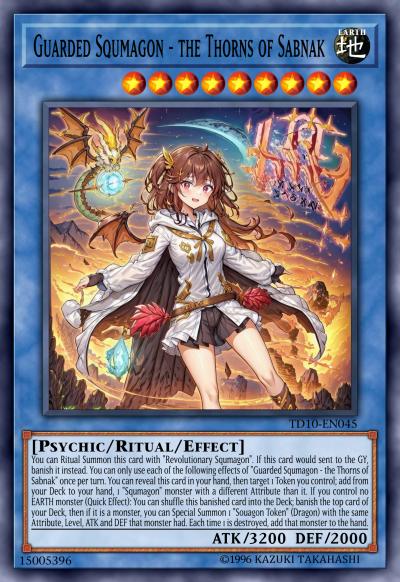 Guarded Squmagon - the Thorns of Sabnak
EARTH
地
TD10-EN045
[Psychic/Ritual/Effect]
You can Ritual Summon this card with "Revolutionary Squmagon". If this card would sent to the GY,
banish it instead. You can only use each of the following effects of "Guarded Squmagon - the Thorns of
Sabnak" once per turn. You can reveal this card in your hand, then target 1 Token you control; add
from your Deck to your hand, 1 "Squmagon" monster with a different Attribute than it. If you control no
EARTH monster (Quick Effect): You can shuffle this banished card into the Deck; banish the top card of
your Deck, then if it is a monster, you can Special Summon 1 "Souagon Token" (Dragon) with the same
Attribute, Level, ATK and DEF that monster had. Each time 1 is destroyed, add that monster to the hand.
ATK/3200 DEF/2000
15005396
©1996 KAZUKI TAKAHASHI